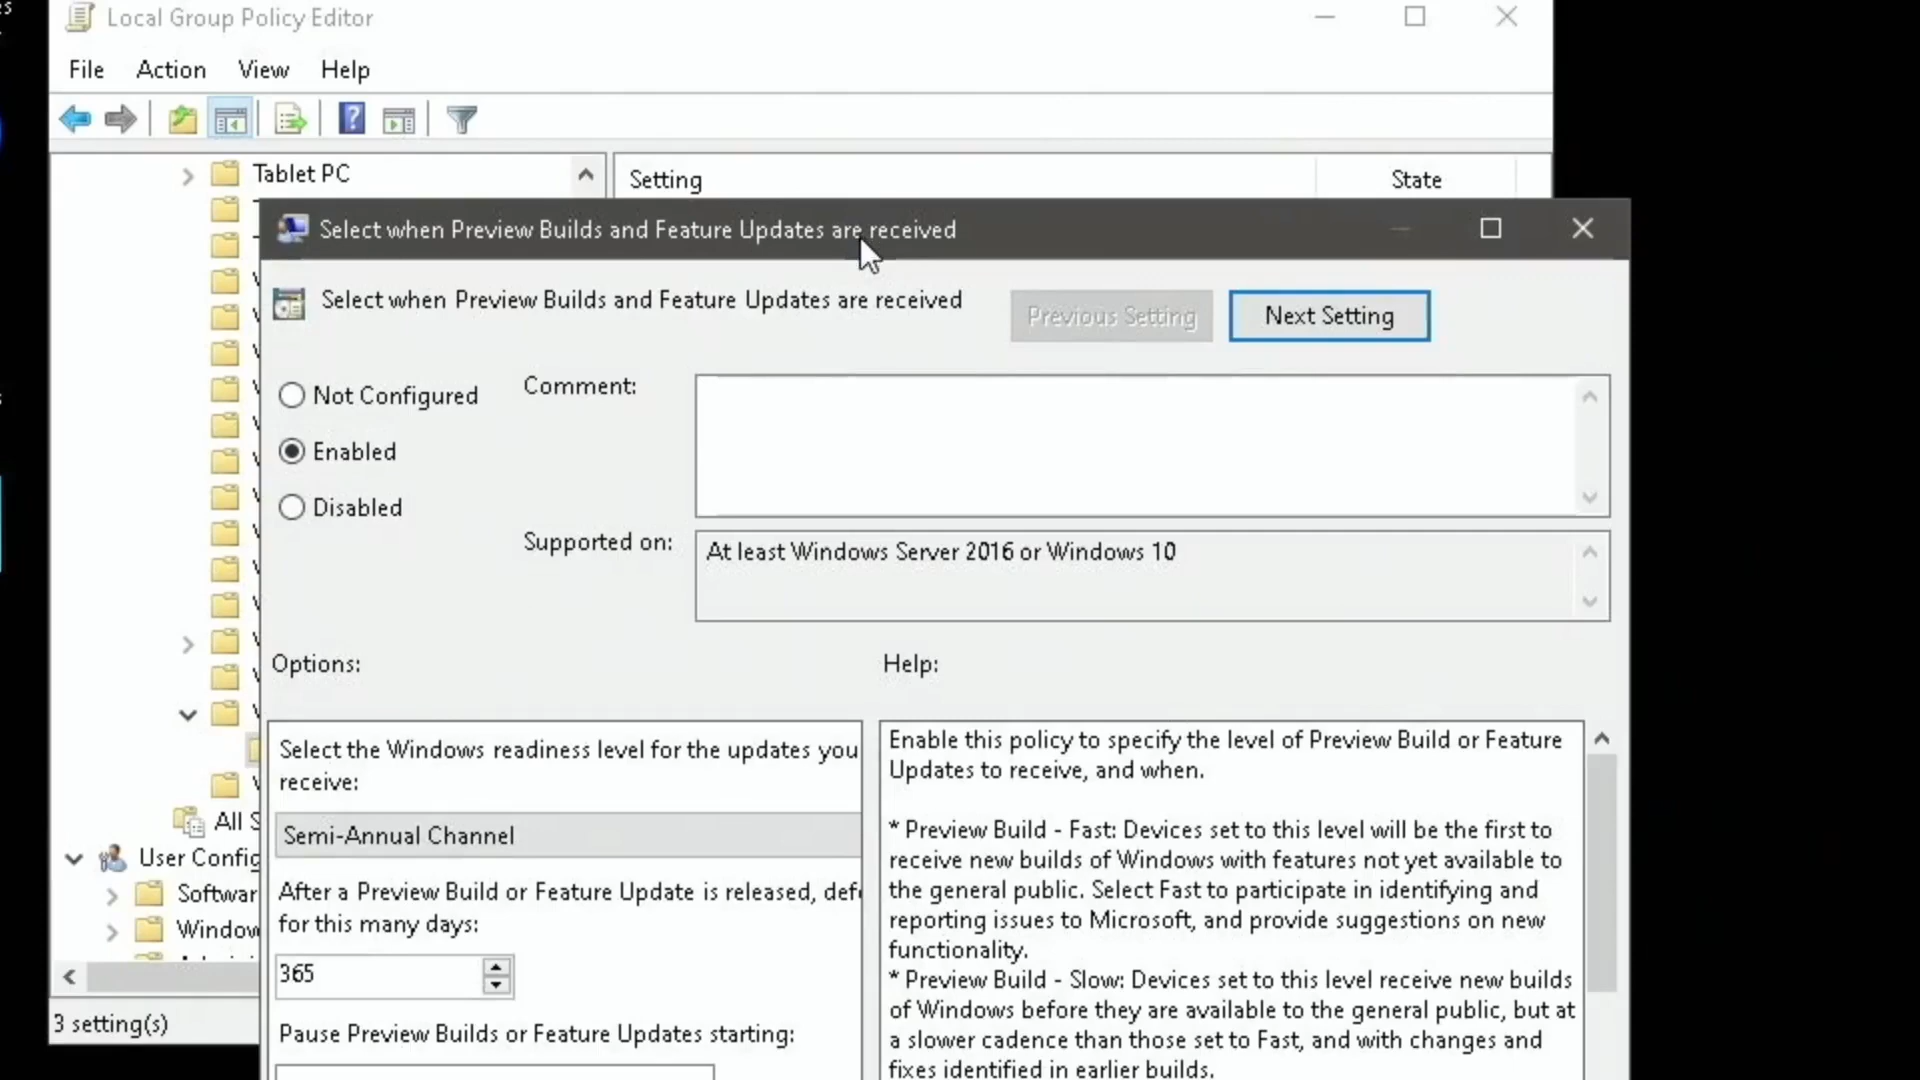 Local Group Policy Editor
File Action View Help
Tablet PC
Setting State
Select when Preview Builds and Feature Updates are received
Select when Preview Builds and Feature Updates are received
Previous Setting Next Setting
Not Configured
Comment:
Enabled
Disabled
Supported on:
At least Windows Server 2016 or Windows 10
Options:
Help:
Select the Windows readiness level for the updates you
receive:
Semi-Annual Channel
After a Preview Build or Feature Update is released, defe
for this many days:
365
Pause Preview Builds or Feature Updates starting:
Enable this policy to specify the level of Preview Build or Feature
Updates to receive, and when.
* Preview Build - Fast: Devices set to this level will be the first to
receive new builds of Windows with features not yet available to
the general public. Select Fast to participate in identifying and
reporting issues to Microsoft, and provide suggestions on new
functionality.
* Preview Build - Slow: Devices set to this level receive new builds
of Windows before they are available to the general public, but at
a slower cadence than those set to Fast, and with changes and
fixes identified in earlier builds.
All S
User Config
Softwar
Window
3 setting(s)